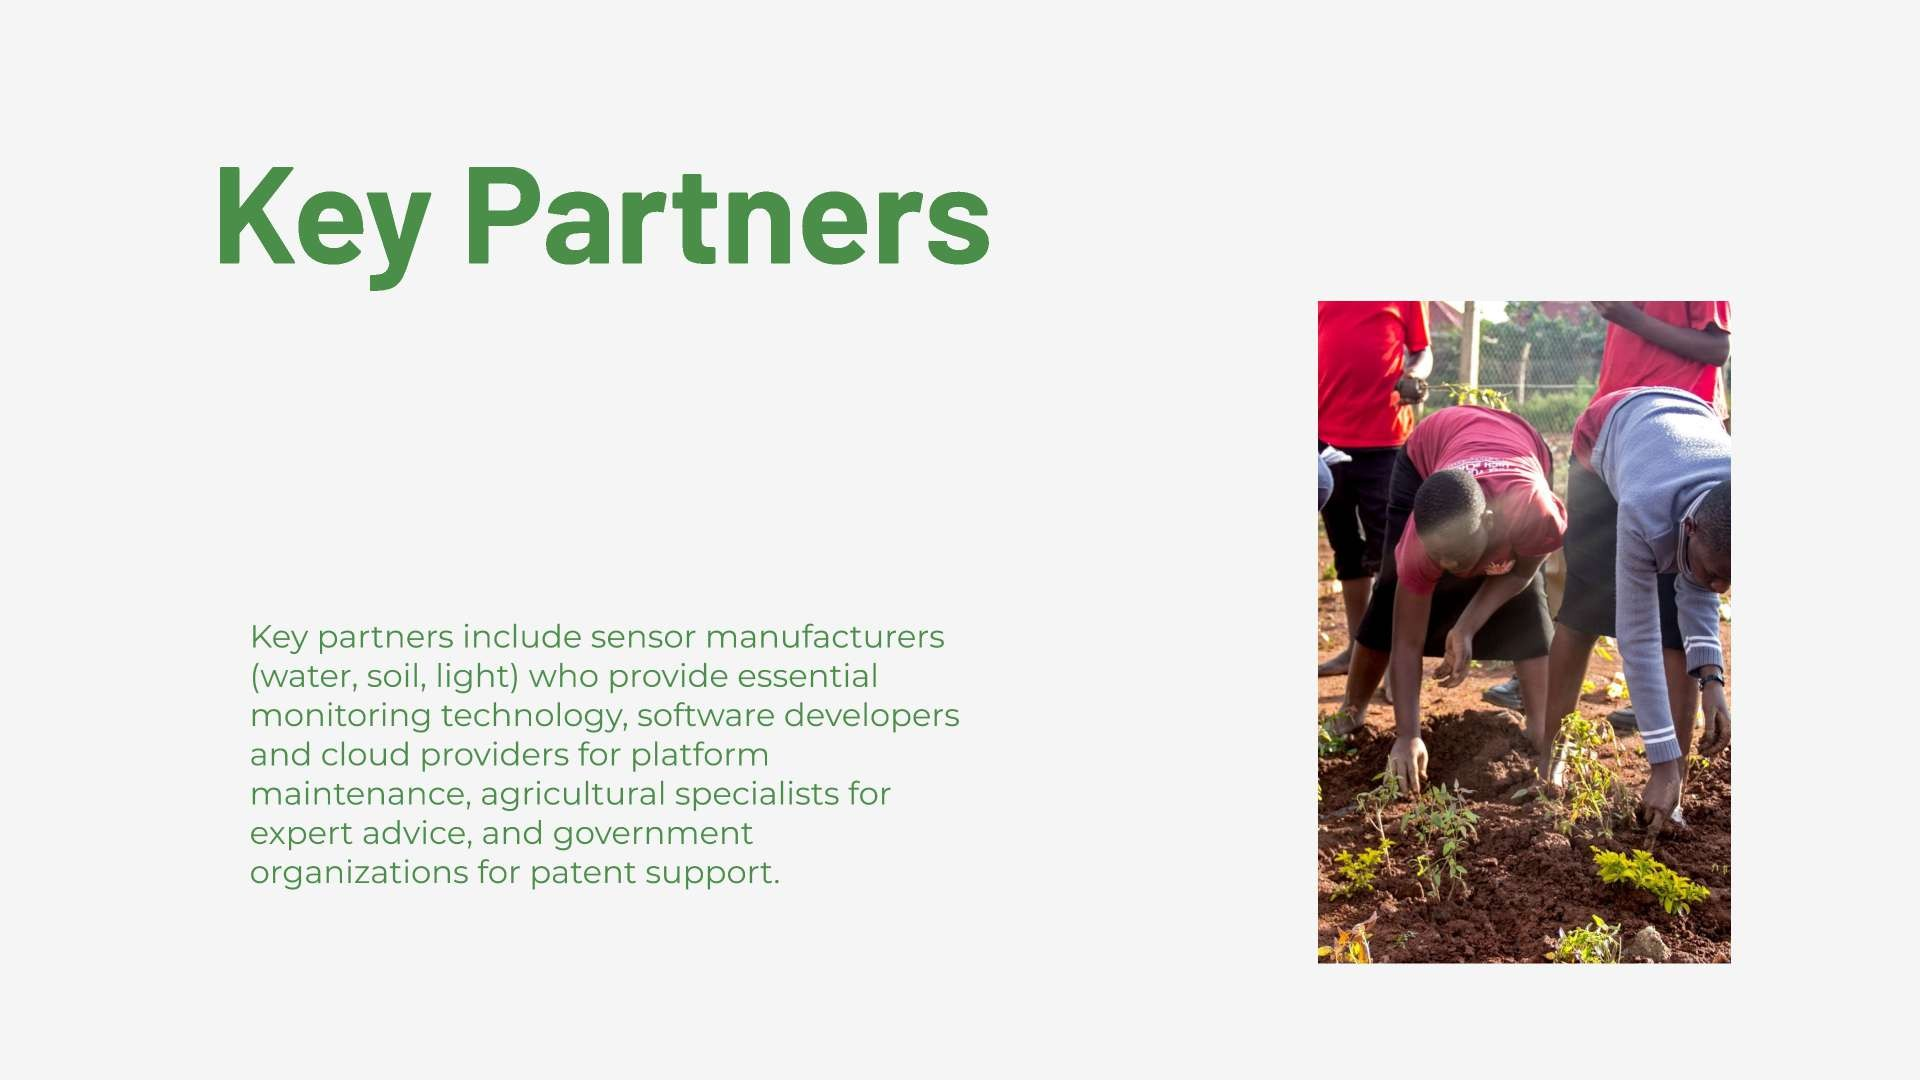 Key Partners
Key partners include sensor manufacturers
(water, soil, light) who provide essential
monitoring technology, software developers
and cloud providers for platform
maintenance, agricultural specialists for
expert advice, and government
organizations for patent support.